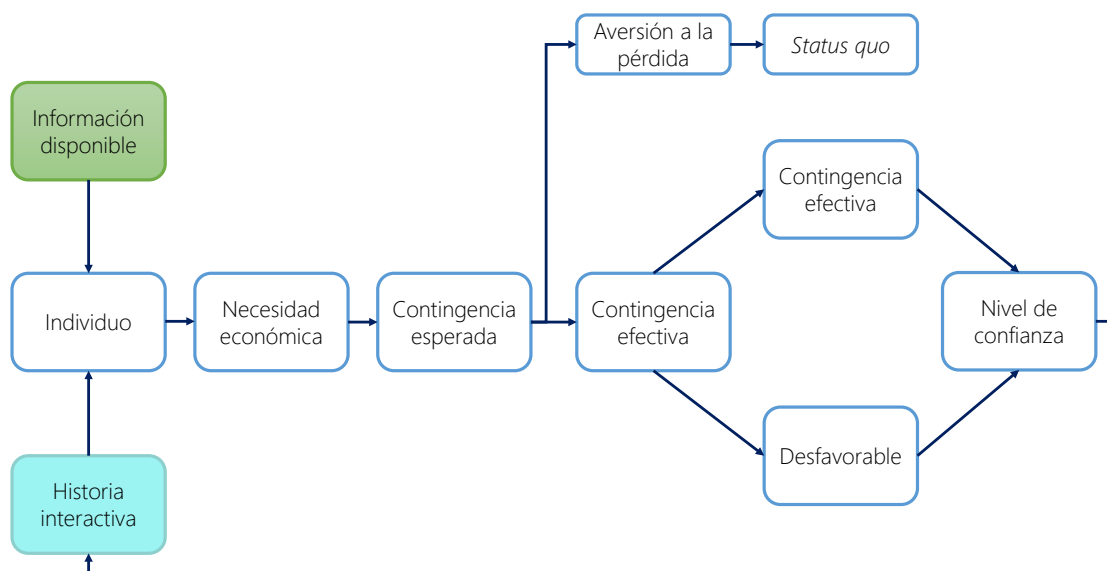 Aversión a la
pérdida
Status quo
Información
disponible
Contingencia
efectiva
Individuo
Necesidad
económica
Contingencia
esperada
Contingencia
efectiva
Nivel de
confianza
Desfavorable
Historia
interactiva